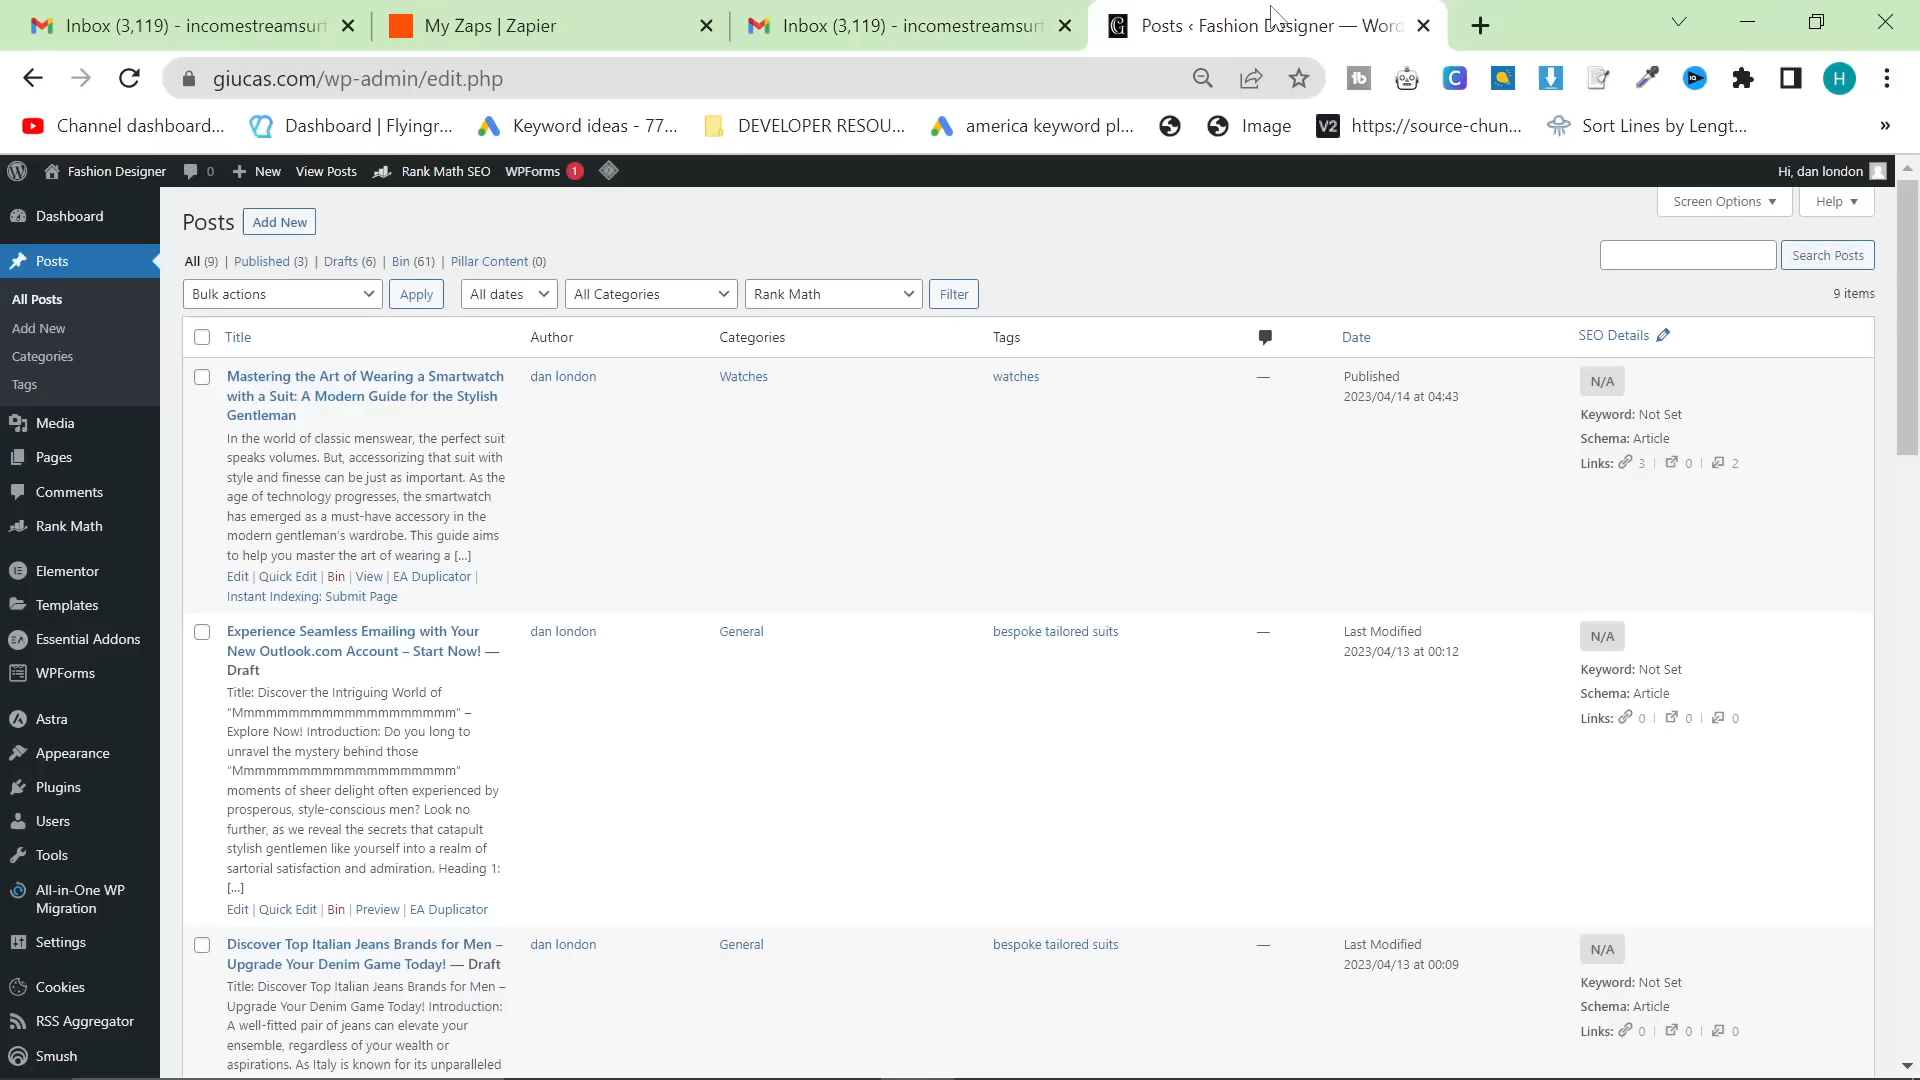 Inbox (3,119) - incomestreamsurf
My Zaps | Zapier
Inbox (3,119) - incomestreamsurf
Posts ‹ Fashion Designer — Word
giucas.com/wp-admin/edit.php
tb
C
H
Channel dashboard...
Dashboard | Flyingr...
Keyword ideas - 77...
DEVELOPER RESOU...
america keyword pl...
Image
V2
https://source-chun...
Sort Lines by Lengt...
»
Fashion Designer
0
New
View Posts
Rank Math SEO
WPForms 1
Hi, dan london
Dashboard
Posts
All Posts
Add New
Categories
Tags
Media
Pages
Comments
Rank Math
Elementor
Templates
Essential Addons
WPForms
Astra
Appearance
Plugins
Users
Tools
All-in-One WP
Migration
Settings
Cookies
RSS Aggregator
Smush
Screen Options
Help
Posts
Add New
All (9) | Published (3) | Drafts (6) | Bin (61) | Pillar Content (0)
Search Posts
Bulk actions
Apply
All dates
All Categories
Rank Math
Filter
9 items
Title
Author
Categories
Tags
Date
SEO Details
Mastering the Art of Wearing a Smartwatch
with a Suit: A Modern Guide for the Stylish
Gentleman
In the world of classic menswear, the perfect suit
speaks volumes. But, accessorizing that suit with
style and finesse can be just as important. As the
age of technology progresses, the smartwatch
has emerged as a must-have accessory in the
modern gentleman's wardrobe. This guide aims
to help you master the art of wearing a [...]
Edit | Quick Edit | Bin | View | EA Duplicator |
Instant Indexing: Submit Page
dan london
Watches
watches
—
Published
2023/04/14 at 04:43
N/A
Keyword: Not Set
Schema: Article
Links: 3 | 0 | 2
Experience Seamless Emailing with Your
New Outlook.com Account – Start Now! —
Draft
Title: Discover the Intriguing World of
"Mmmmmmmmmmmmmmmmmmm" –
Explore Now! Introduction: Do you long to
unravel the mystery behind those
"Mmmmmmmmmmmmmmmmmmm"
moments of sheer delight often experienced by
prosperous, style-conscious men? Look no
further, as we reveal the secrets that catapult
stylish gentlemen like yourself into a realm of
sartorial satisfaction and admiration. Heading 1:
[...]
Edit | Quick Edit | Bin | Preview | EA Duplicator
dan london
General
bespoke tailored suits
—
Last Modified
2023/04/13 at 00:12
N/A
Keyword: Not Set
Schema: Article
Links: 0 | 0 | 0
Discover Top Italian Jeans Brands for Men –
Upgrade Your Denim Game Today! — Draft
Title: Discover Top Italian Jeans Brands for Men –
Upgrade Your Denim Game Today! Introduction:
A well-fitted pair of jeans can elevate your
ensemble, regardless of your wealth or
aspirations. As Italy is known for its unparalleled
dan london
General
bespoke tailored suits
—
Last Modified
2023/04/13 at 00:09
N/A
Keyword: Not Set
Schema: Article
Links: 0 | 0 | 0